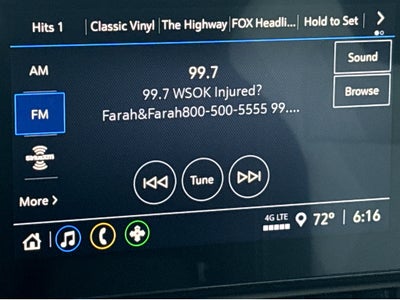 Hits 1 | Classic Vinyl | The Highway | FOX Headli... | Hold to Set
AM
Sound
99.7
FM
99.7 WSOK Injured?
Browse
Farah&Farah800-500-5555 99....
siriusxm
Tune
More >
4G LTE 72° | 6:16